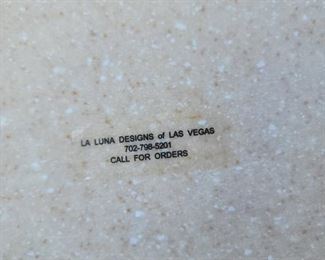 LA LUNA DESIGNS of LAS VEGAS
702-798-5201
CALL FOR ORDERS